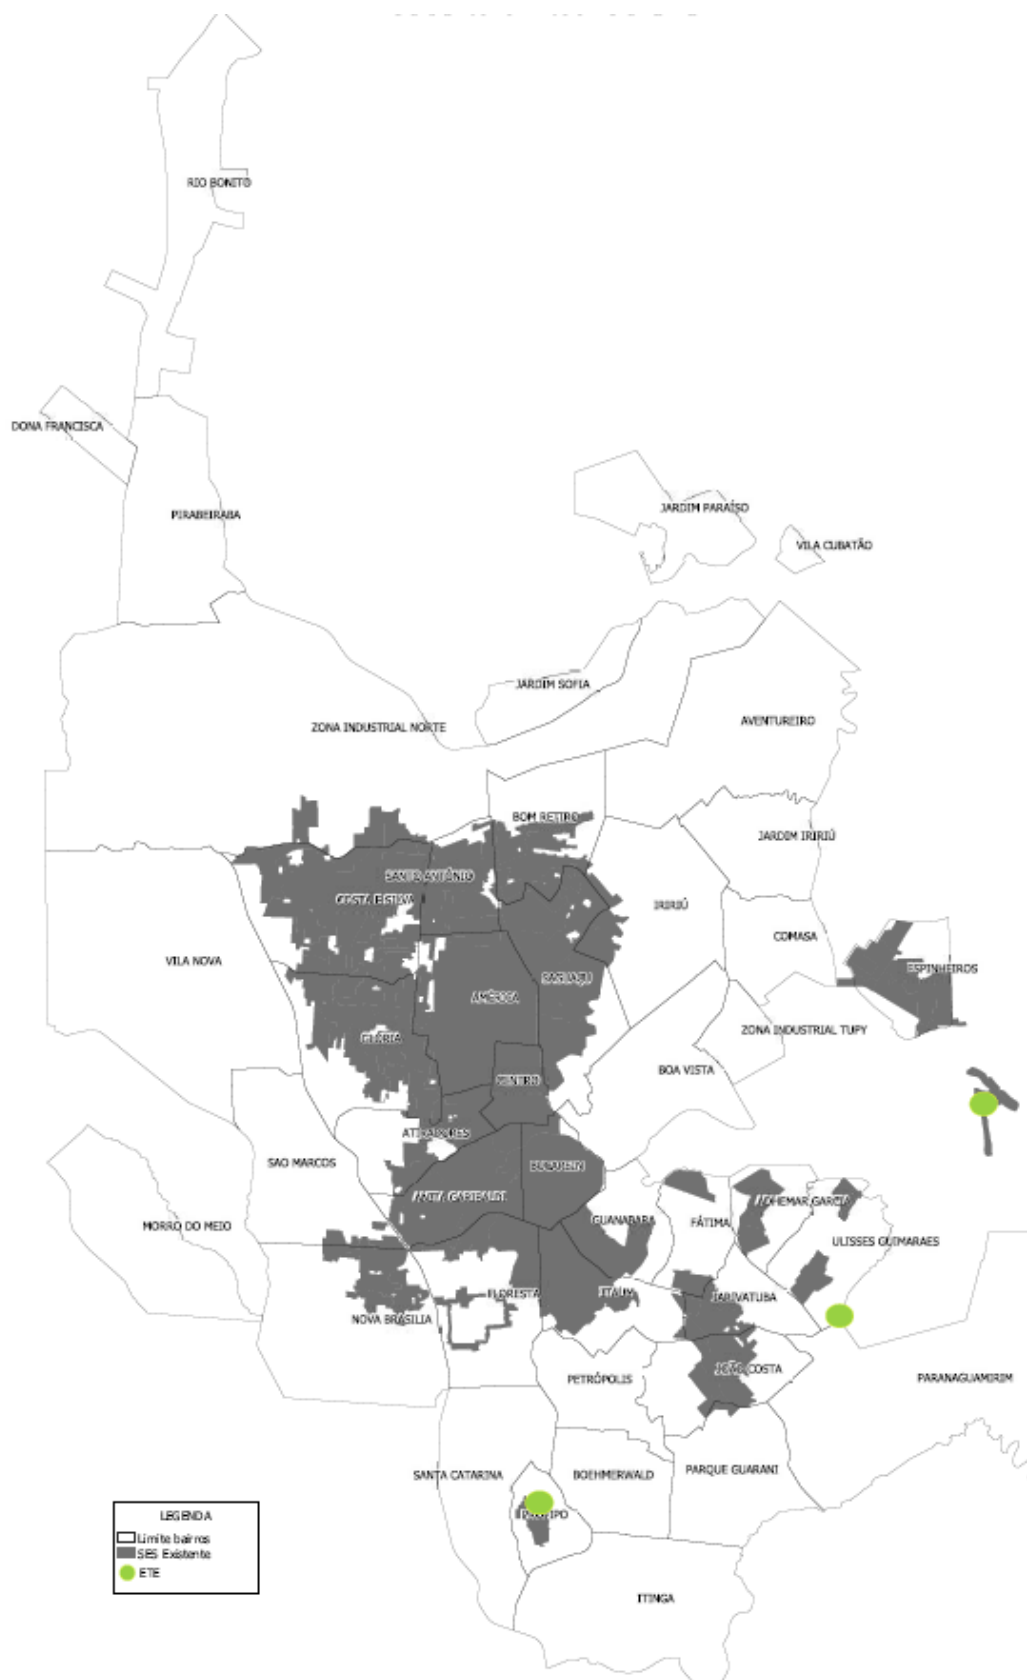 RIO BONITO
DONA FRANCISCA
PIRABEIRABA
JARDIM PARAÍSO
VILA CUBATÃO
JARDIM SOFIA
ZONA INDUSTRIAL NORTE
AVENTUREIRO
BOM RETIRO
JARDIM IRIRIÚ
SANTO ANTÔNIO
COSTA E SILVA
IRIRIÚ
COMASA
VILA NOVA
ESPINHEIROS
SAGUAÇU
AMÉRICA
ZONA INDUSTRIAL TUPY
GLÓRIA
BOA VISTA
CENTRO
ATIRADORES
SAO MARCOS
BUCAREIN
ANITA GARIBALDI
ADHEMAR GARCIA
MORRO DO MEIO
GUANABARA
FÁTIMA
ULISSES GUIMARAES
FLORESTA
ITAUM
JARIVATUBA
NOVA BRASILIA
JOÃO COSTA
PETRÓPOLIS
PARANAGUAMIRIM
SANTA CATARINA
BOEHMERWALD
PARQUE GUARANI
ITINGA
LEGENDA
Limite bairros
SES Existente
ETE